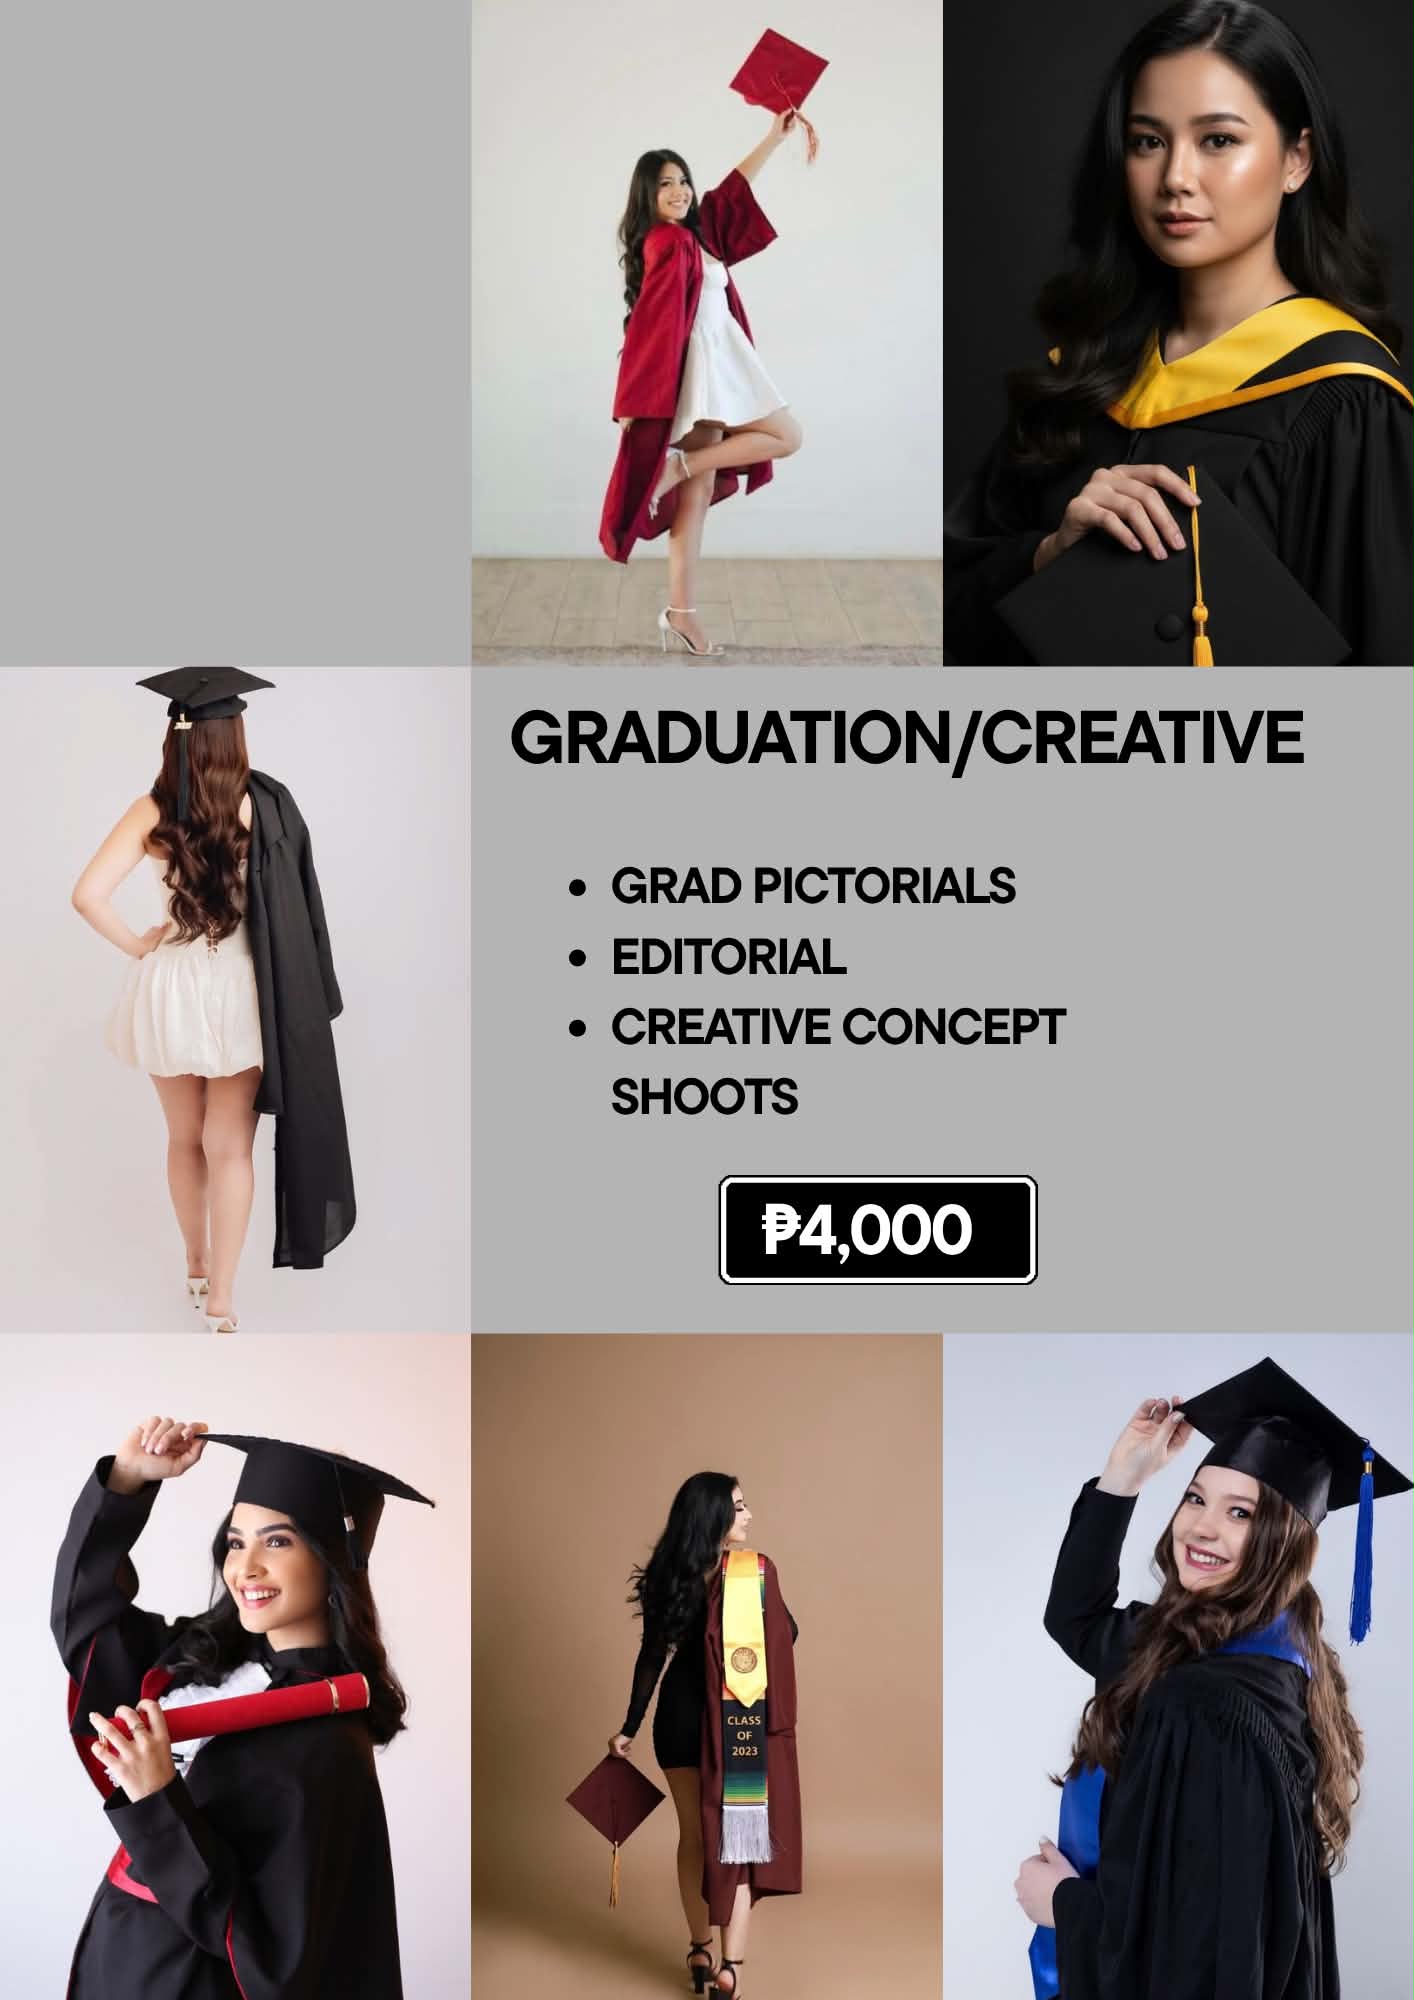 GRADUATION/CREATIVE
• GRAD PICTORIALS
• EDITORIAL
• CREATIVE CONCEPT
SHOOTS
₱4,000
CLASS
OF
2023